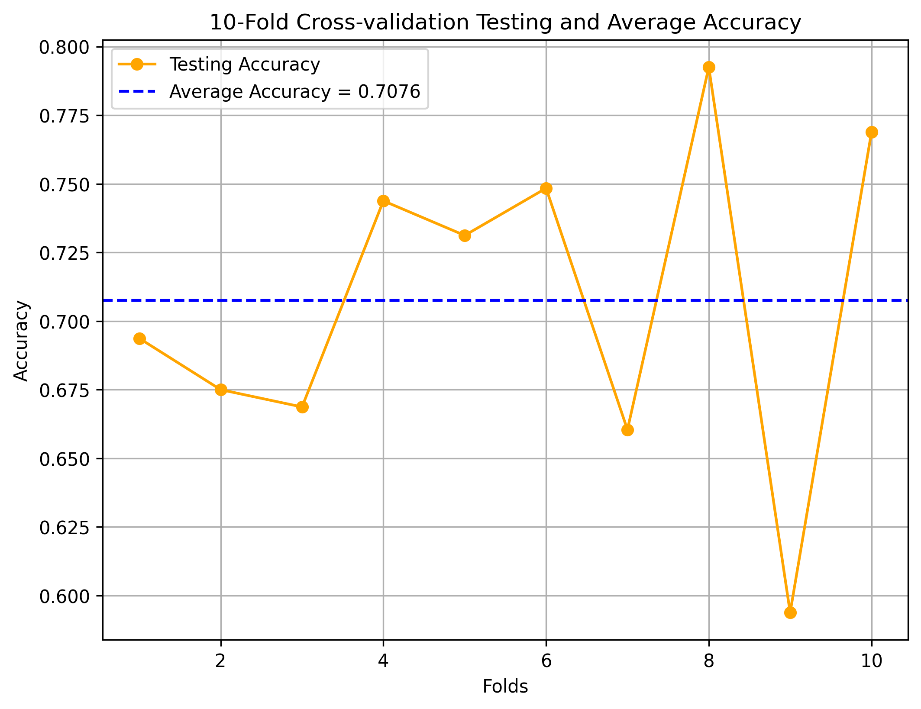 10-Fold Cross-validation Testing and Average Accuracy
Testing Accuracy
Average Accuracy = 0.7076
0.800
0.775
0.750
0.725
0.700
0.675
0.650
0.625
0.600
Accuracy
2
4
6
8
10
Folds